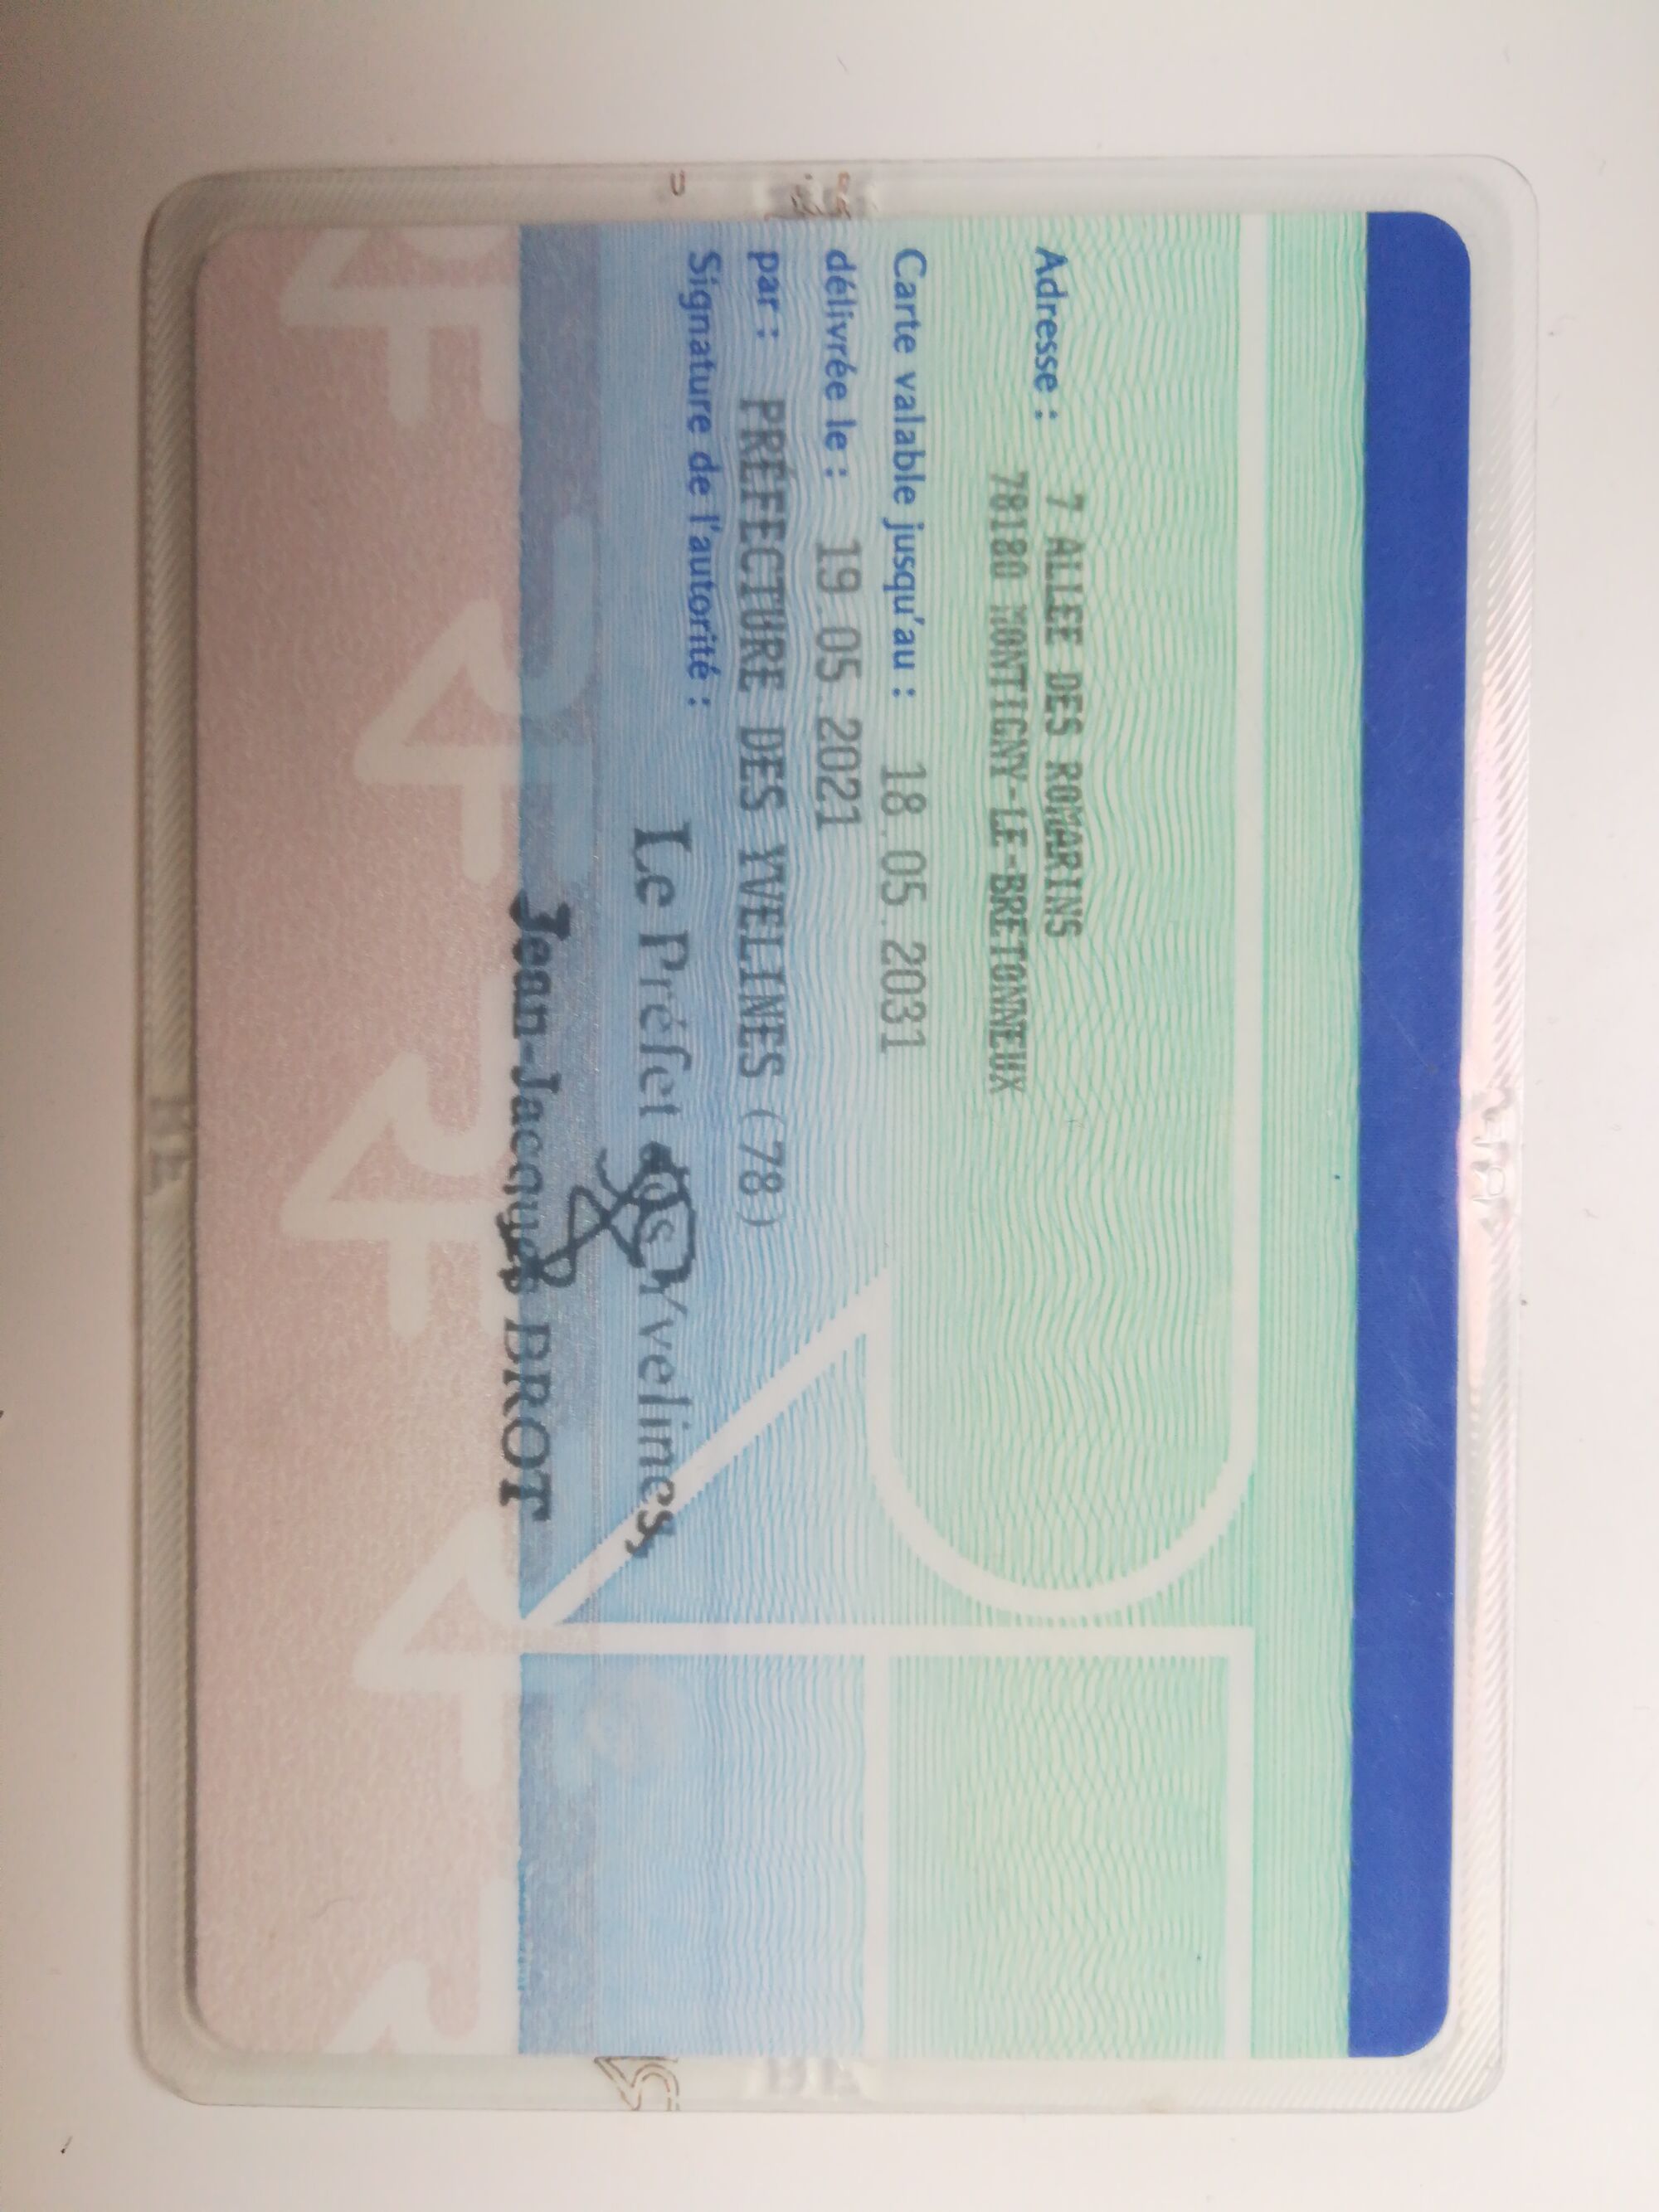 Adresse : 7 ALLEE DES ROMARINS
78180 MONTIGNY-LE-BRETONNEUX
Carte valable jusqu'au : 18.05.2031
délivrée le : 19.05.2021
par : PRÉFECTURE DES YVELINES (78)
Signature de l'autorité :
Le Préfet des Yvelines,
Jean-Jacques BROT